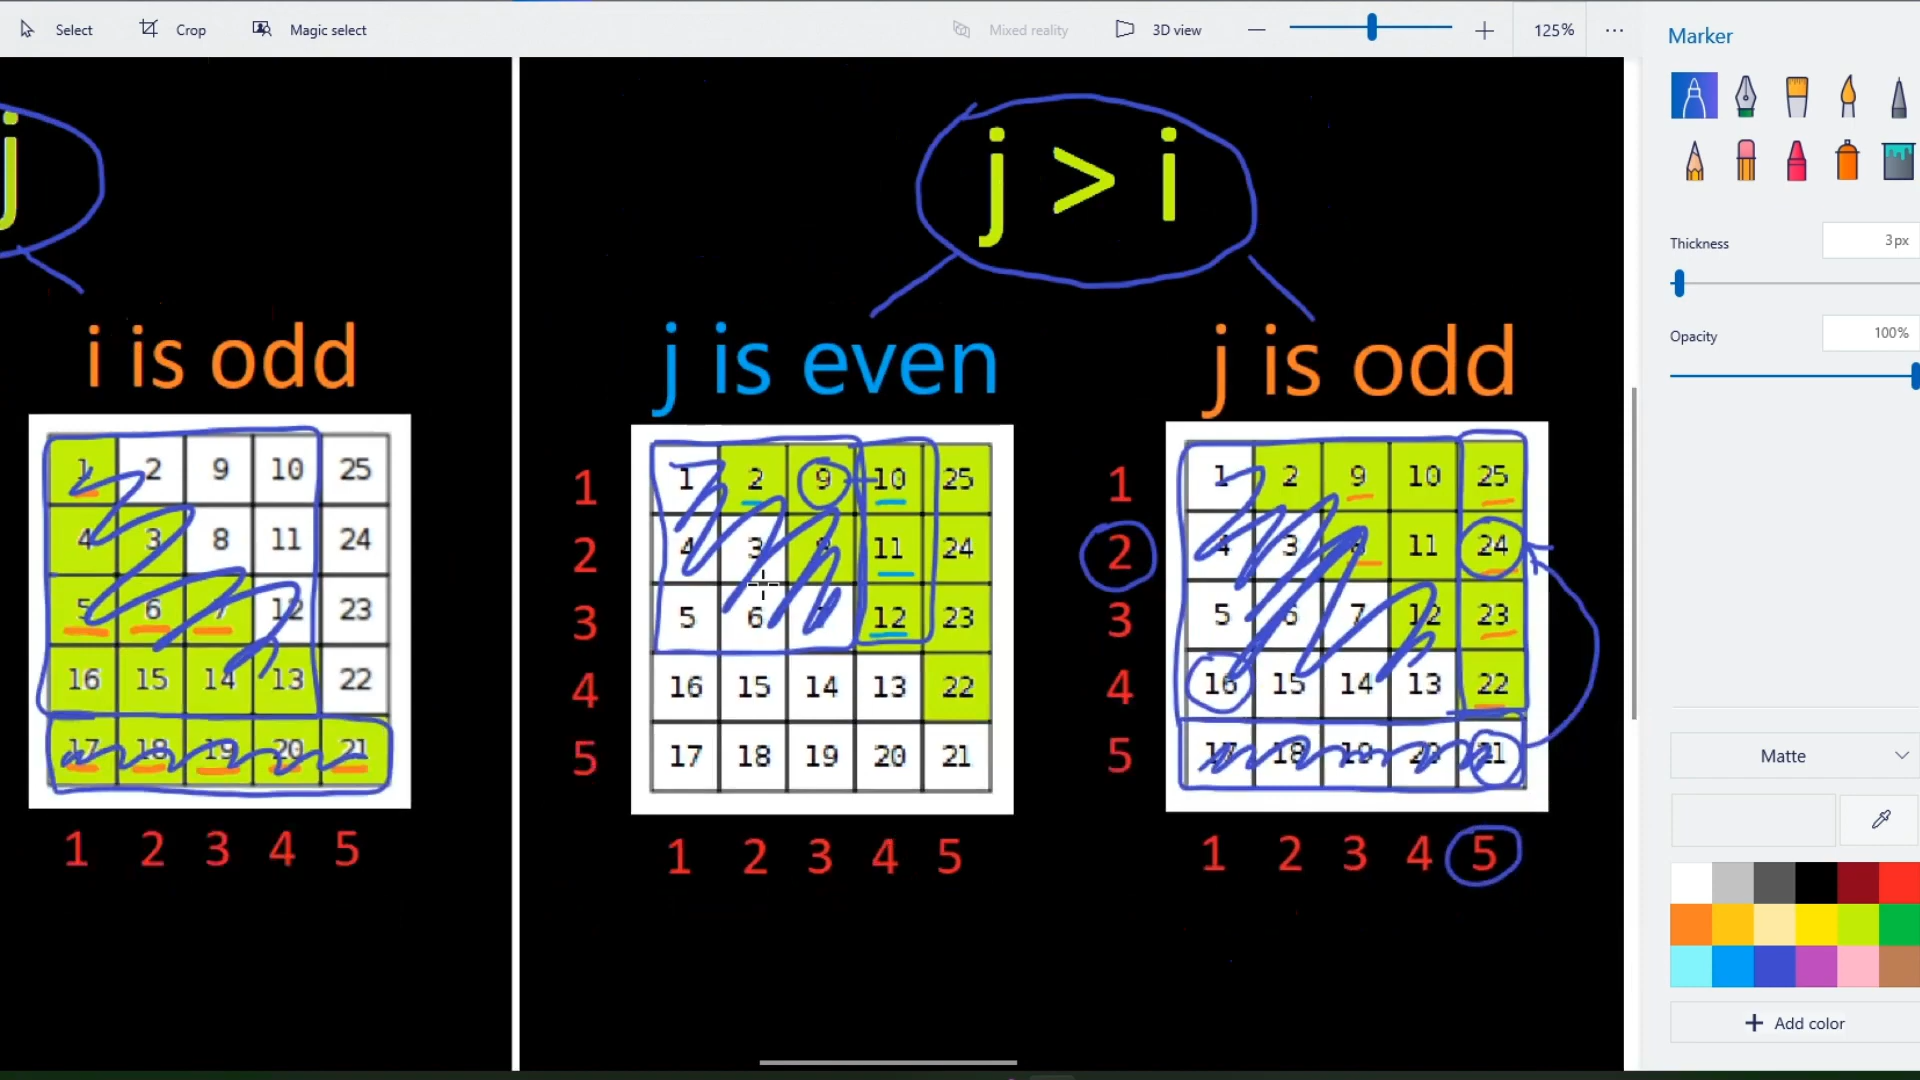 Select Crop Magic select Mixed reality 3D view 125% ...
Marker
Thickness 3px
Opacity 100%
Matte
Add color
j
i is odd
1 2 9 10 25
4 3 8 11 24
5 6 7 12 23
16 15 14 13 22
17 18 19 20 21
1 2 3 4 5
j > i
j is even
1 1 2 9 10 25
2 4 3 8 11 24
3 5 6 7 12 23
4 16 15 14 13 22
5 17 18 19 20 21
1 2 3 4 5
j is odd
1 1 2 9 10 25
2 4 3 8 11 24
3 5 6 7 12 23
4 16 15 14 13 22
5 17 18 19 20 21
1 2 3 4 5